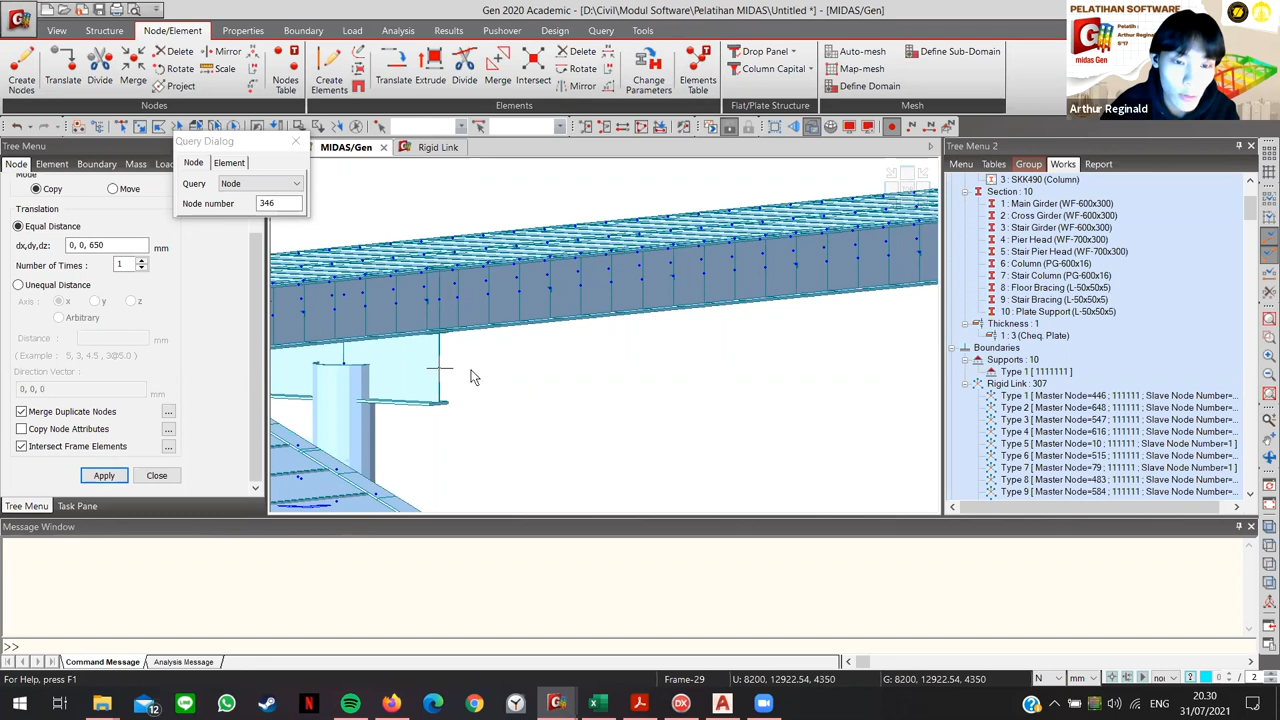 Gen 2020 Academic - [D:\Civil\Modul Software\Pelatihan MIDAS\Untitled *] - [MIDAS/Gen]
View Structure Node/Element Properties Boundary Load Analysis Results Pushover Design Query Tools
Create Nodes
Translate
Divide
Merge
Delete
Rotate
Project
Mirror
Scale
Nodes Table
Nodes
Create Elements
Translate
Extrude
Divide
Merge
Intersect
Delete
Rotate
Mirror
Change Parameters
Elements Table
Elements
Drop Panel
Column Capital
Flat/Plate Structure
Auto-mesh
Map-mesh
Define Domain
Define Sub-Domain
Mesh
PELATIHAN SOFTWARE
Pelatih :
Arthur Reginald
S'17
midas Gen
Arthur Reginald
Tree Menu
Node Element Boundary Mass
Mode
Copy Move
Translation
Equal Distance
dx,dy,dz: 0, 0, 650 mm
Number of Times : 1
Unequal Distance
Axis : x y z
Arbitrary
Distance : mm
( Example : 5, 3, 4.5 , 3@5.0 )
Direction Vector :
0, 0, 0
Merge Duplicate Nodes ...
Copy Node Attributes ...
Intersect Frame Elements ...
Apply Close
Tree Menu Task Pane
Query Dialog
Node Element
Query Node
Node number 346
MIDAS/Gen Rigid Link
Tree Menu 2
Menu Tables Group Works Report
3 : SKK490 (Column)
Section : 10
1 : Main Girder (WF-600x300)
2 : Cross Girder (WF-600x300)
3 : Stair Girder (WF-600x300)
4 : Pier Head (WF-700x300)
5 : Stair Pier Head (WF-700x300)
6 : Column (PG-600x16)
7 : Stair Column (PG-600x16)
8 : Floor Bracing (L-50x50x5)
9 : Stair Bracing (L-50x50x5)
10 : Plate Support (L-50x50x5)
Thickness : 1
1 : 3 (Cheq. Plate)
Boundaries
Supports : 10
Type 1 [ 1111111 ]
Rigid Link : 307
Type 1 [ Master Node=446 ; 111111 ; Slave Node Number=...
Type 2 [ Master Node=648 ; 111111 ; Slave Node Number=...
Type 3 [ Master Node=547 ; 111111 ; Slave Node Number=...
Type 4 [ Master Node=616 ; 111111 ; Slave Node Number=...
Type 5 [ Master Node=10 ; 111111 ; Slave Node Number=1 ]
Type 6 [ Master Node=515 ; 111111 ; Slave Node Number=...
Type 7 [ Master Node=79 ; 111111 ; Slave Node Number=1 ]
Type 8 [ Master Node=483 ; 111111 ; Slave Node Number=...
Type 9 [ Master Node=584 ; 111111 ; Slave Node Number=...
Message Window
>>
Command Message Analysis Message
For Help, press F1
Frame-29
U: 8200, 12922.54, 4350
G: 8200, 12922.54, 4350
N mm
2
12
ENG
20.30
31/07/2021